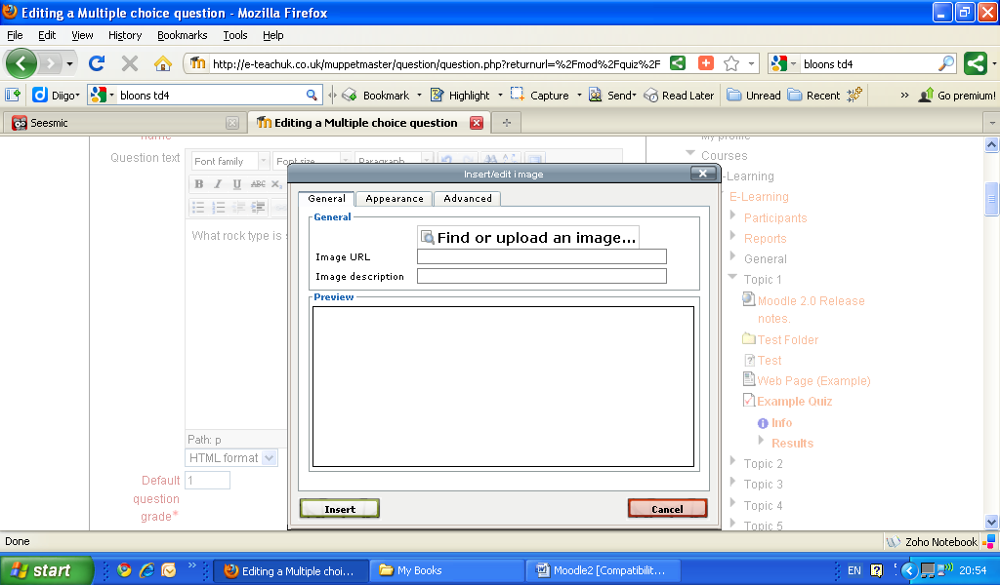 Editing a Multiple choice question - Mozilla Firefox
File Edit View History Bookmarks Tools Help
http://e-teachuk.co.uk/muppetmaster/question/question.php?returnurl=%2Fmod%2Fquiz%2F
bloons td4
Diigo
bloons td4
Bookmark Highlight Capture Send Read Later Unread Recent » Go premium!
Seesmic
Editing a Multiple choice question
name
My profile
Question text
Font family Font size Paragraph
Courses
Insert/edit image
E-Learning
B I U ABC X,
General Appearance Advanced
E-Learning
General
Participants
What rock type is s
Find or upload an image...
Reports
Image URL
General
Image description
Topic 1
Preview
Moodle 2.0 Release
notes.
Test Folder
Test
Web Page (Example)
Example Quiz
Info
Path: p
Results
HTML format
Topic 2
Default
question
grade*
1
Topic 3
Insert Cancel
Topic 4
Topic 5
Done
Zoho Notebook
start
»
Editing a Multiple choi...
My Books
Moodle2 [Compatibilit...
EN
20:54